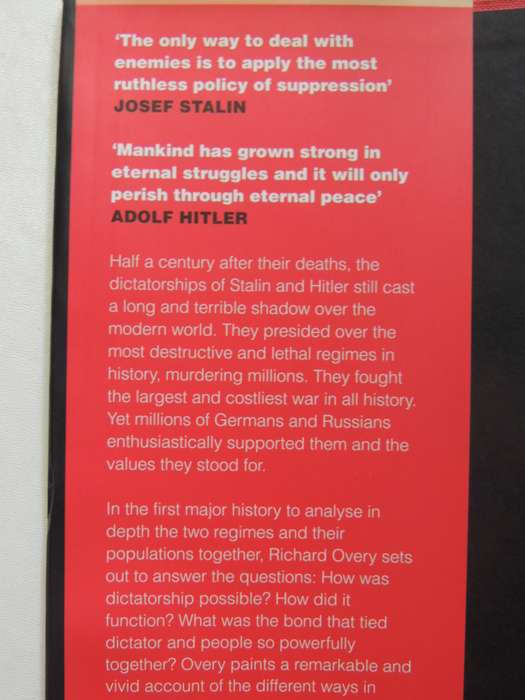 ‘The only way to deal with
enemies is to apply the most
ruthless policy of suppression’
JOSEF STALIN
‘Mankind has grown strong in
eternal struggles and it will only
perish through eternal peace’
ADOLF HITLER
Half a century after their deaths, the
dictatorships of Stalin and Hitler still cast
a long and terrible shadow over the
modern world. They presided over the
most destructive and lethal regimes in
history, murdering millions. They fought
the largest and costliest war in all history.
Yet millions of Germans and Russians
enthusiastically supported them and the
values they stood for.
In the first major history to analyse in
depth the two regimes and their
populations together, Richard Overy sets
out to answer the questions: How was
dictatorship possible? How did it
function? What was the bond that tied
dictator and people so powerfully
together? Overy paints a remarkable and
vivid account of the different ways in